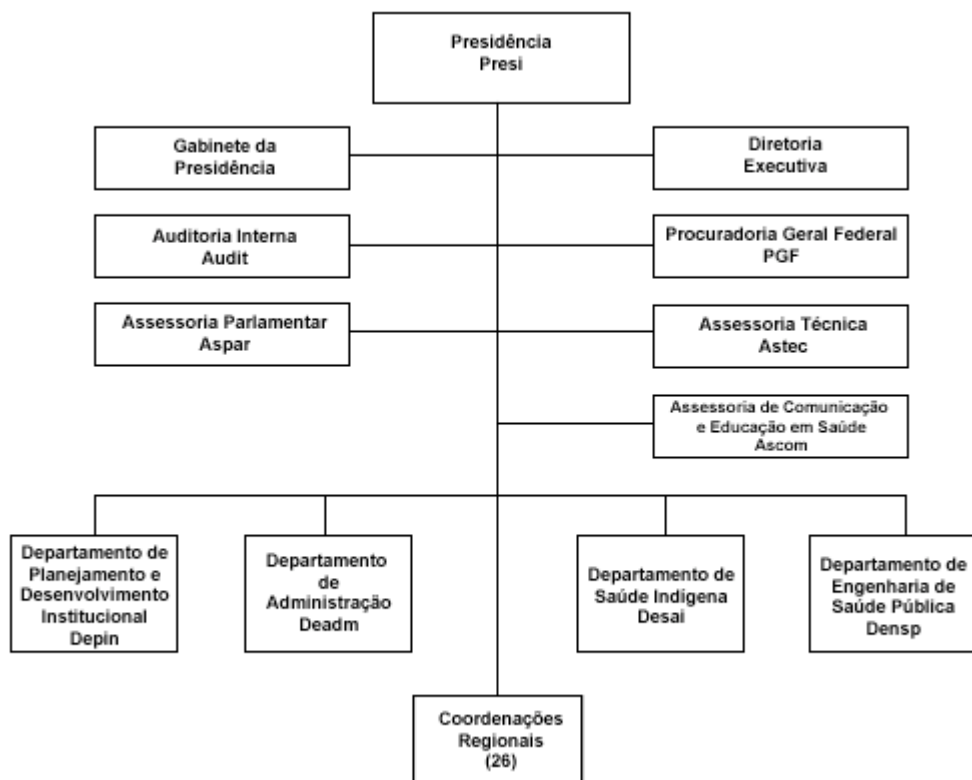 Presidência
Presi
Gabinete da
Presidência
Diretoria
Executiva
Auditoria Interna
Audit
Procuradoria Geral Federal
PGF
Assessoria Parlamentar
Aspar
Assessoria Técnica
Astec
Assessoria de Comunicação
e Educação em Saúde
Ascom
Departamento de
Planejamento e
Desenvolvimento
Institucional
Depin
Departamento
de
Administração
Deadm
Departamento de
Saúde Indígena
Desai
Departamento de
Engenharia de
Saúde Pública
Densp
Coordenações
Regionais
(26)